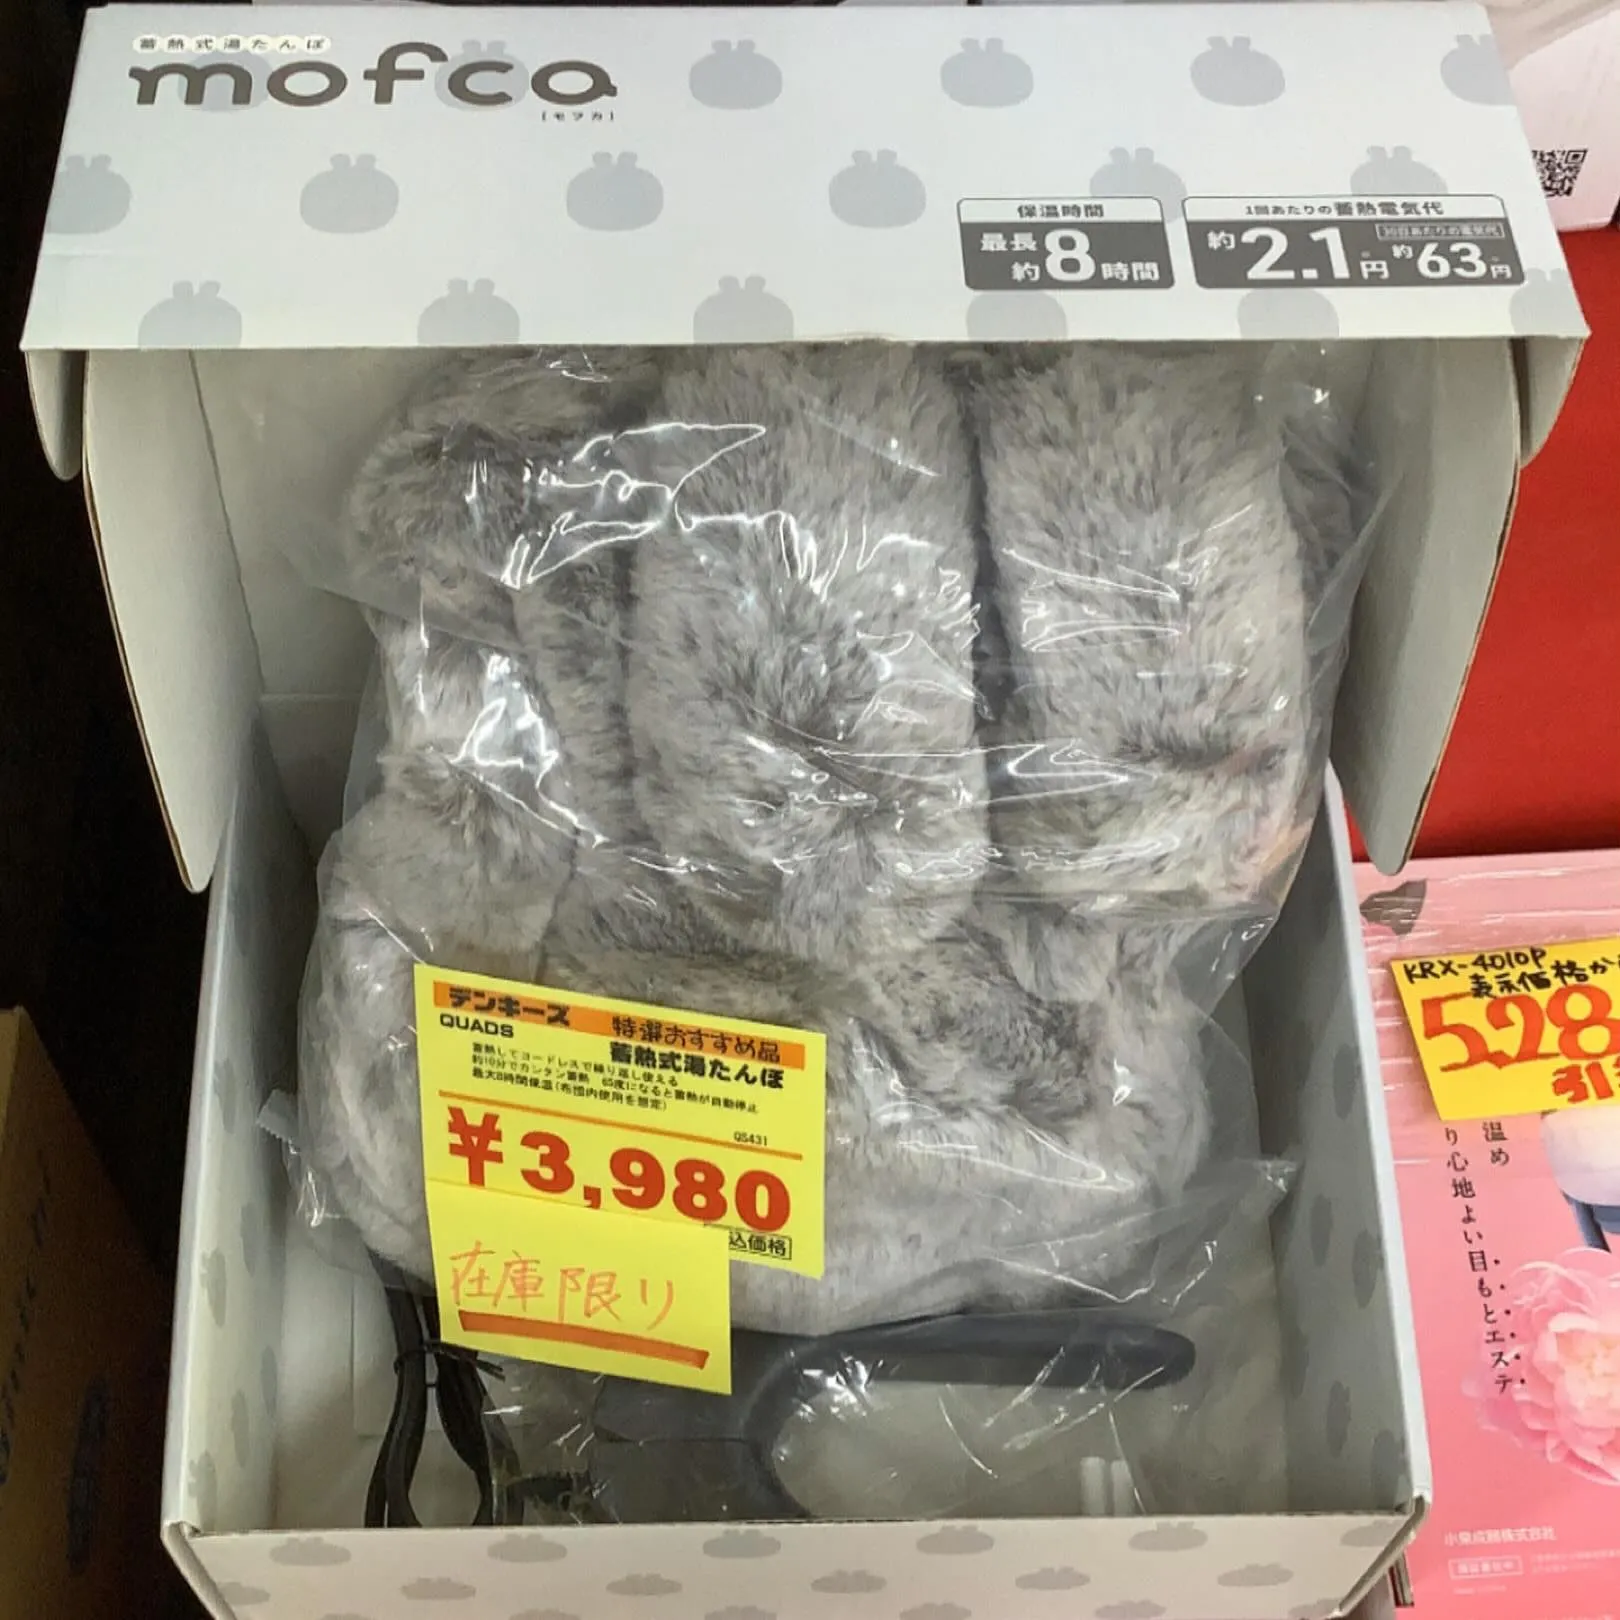 蓄熱式湯たんぽ
mofca
[モフカ]
保温時間
最長
約8時間
1回あたりの蓄熱電気代
約2.1円
30日あたりの電気代
約63円
デンキーズ 特選おすすめ品
QUADS 蓄熱式湯たんぽ
蓄熱してコードレスで繰り返し使える
約10分でカンタン蓄熱 65度になると蓄熱が自動停止
最大8時間保温(布団内使用を想定)
QS431
¥3,980
込価格
在庫限り
KRX-4010P
表示価格か
5,28
引
温め
り心地よい目もとエステ
小泉成器株式会社